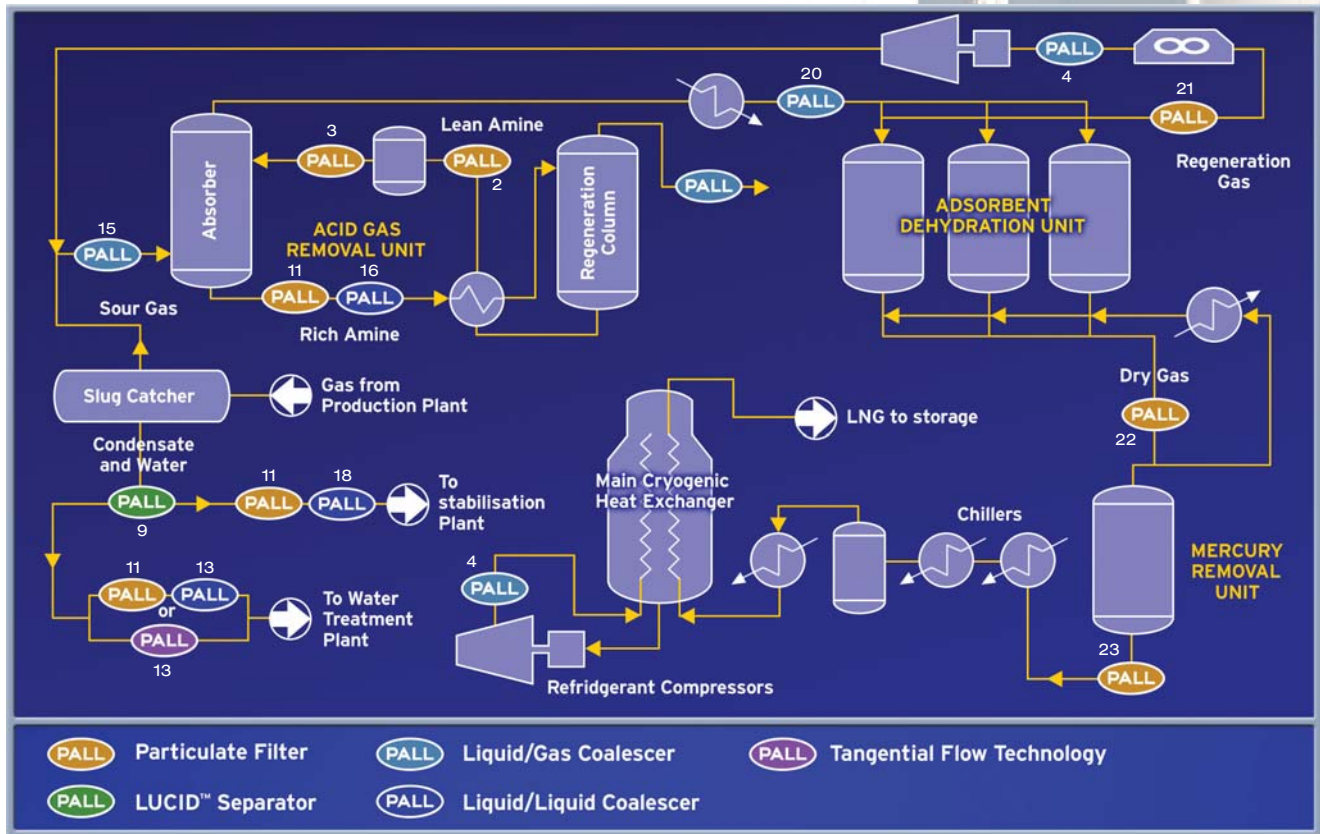 PALL
4
20
PALL
21
PALL
Regeneration
Gas
3
PALL
Lean Amine
PALL
2
Absorber
Regeneration
Column
PALL
ADSORBENT
DEHYDRATION UNIT
15
PALL
ACID GAS
REMOVAL UNIT
11
PALL
16
PALL
Rich Amine
Sour Gas
Slug Catcher
Gas from
Production Plant
Condensate
and Water
PALL
9
11
PALL
18
PALL
To
stabilisation
Plant
11
PALL
13
PALL
or
PALL
13
To Water
Treatment
Plant
LNG to storage
Main Cryogenic
Heat Exchanger
4
PALL
Refridgerant Compressors
Chillers
Dry Gas
PALL
22
MERCURY
REMOVAL
UNIT
23
PALL
PALL Particulate Filter
PALL Liquid/Gas Coalescer
PALL Tangential Flow Technology
PALL LUCID™ Separator
PALL Liquid/Liquid Coalescer